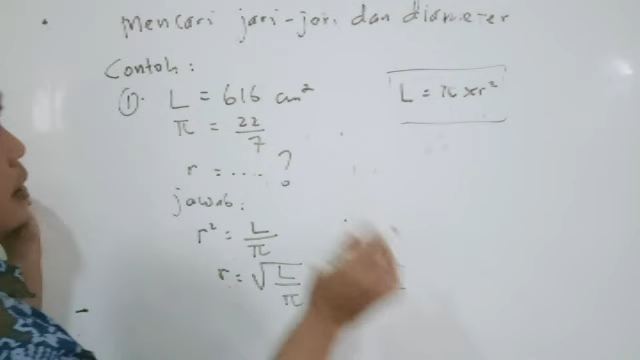 Mencari jari-jari dan diameter
Contoh :
①. L = 616 cm²
L = π x r²
π = 22/7
r = .... ?
jawab :
r² = L/π
r = √L/π